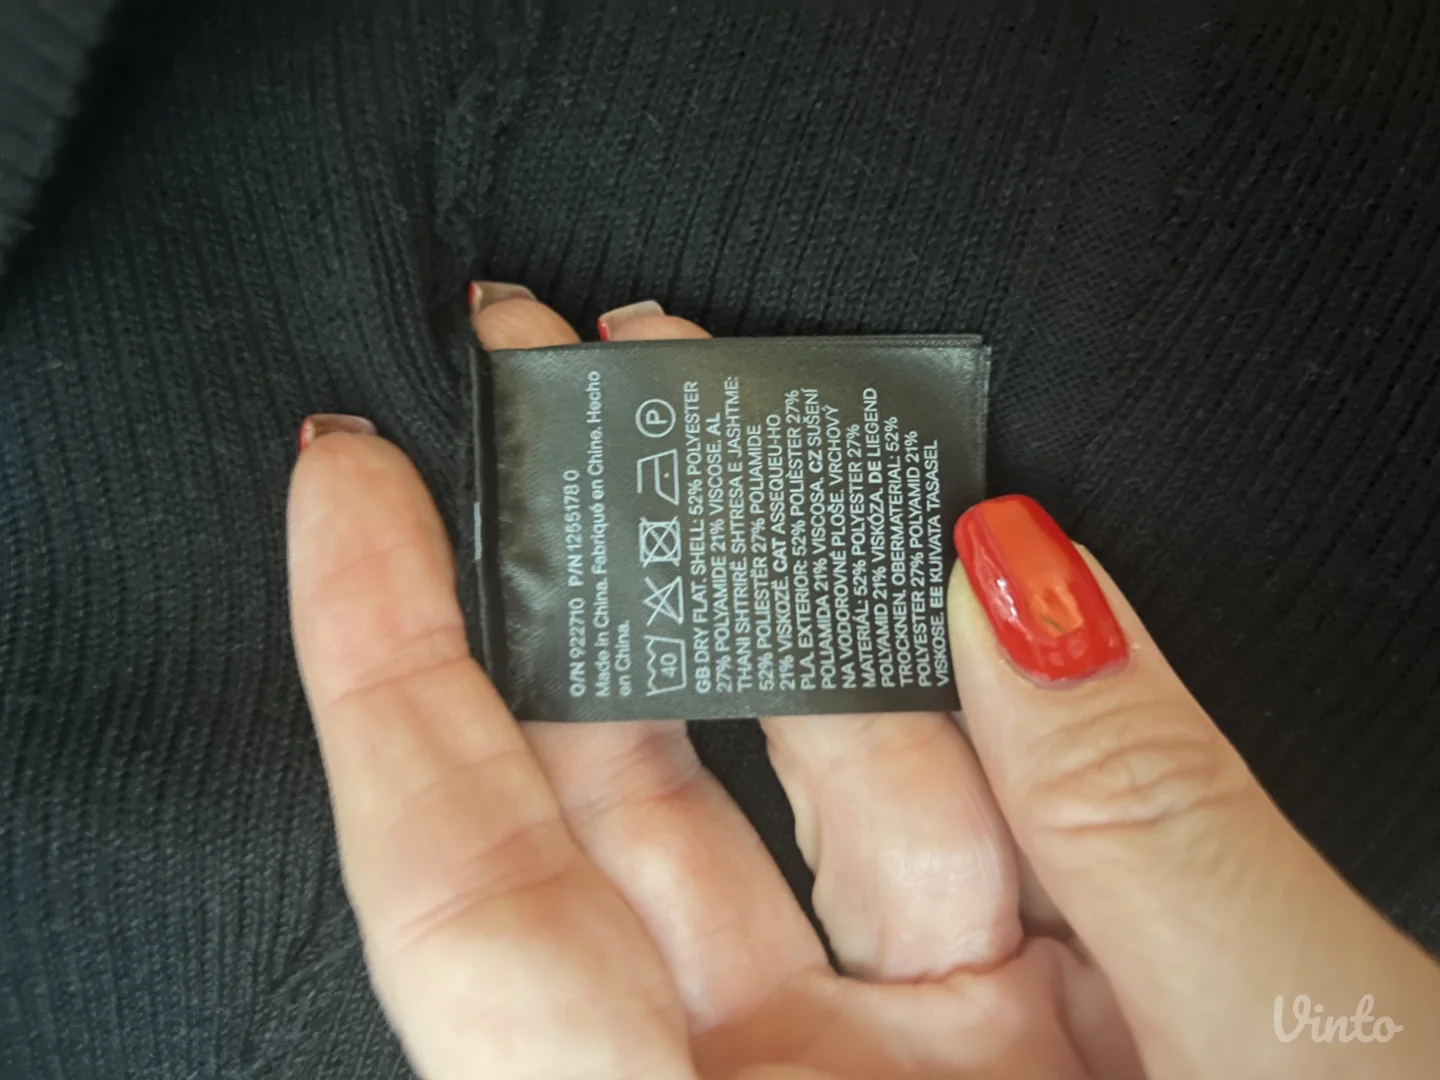 O/N 922710 P/N 1255178 0
Made in China. Fabriqué en Chine. Hecho
en China.
40 P
GB DRY FLAT. SHELL: 52% POLYESTER
27% POLYAMIDE 21% VISCOSE. AL
THANI SHTRIRË. SHTRESA E JASHTME:
52% POLIESTËR 27% POLIAMIDE
21% VISKOZË. CAT ASSEQUEU-HO
PLA. EXTERIOR: 52% POLIÈSTER 27%
POLIAMIDA 21% VISCOSA. CZ SUŠENÍ
NA VODOROVNÉ PLOŠE. VRCHOVÝ
MATERIÁL: 52% POLYESTER 27%
POLYAMID 21% VISKÓZA. DE LIEGEND
TROCKNEN. OBERMATERIAL: 52%
POLYESTER 27% POLYAMID 21%
VISKOSE. EE KUIVATA TASASEL
Vinto